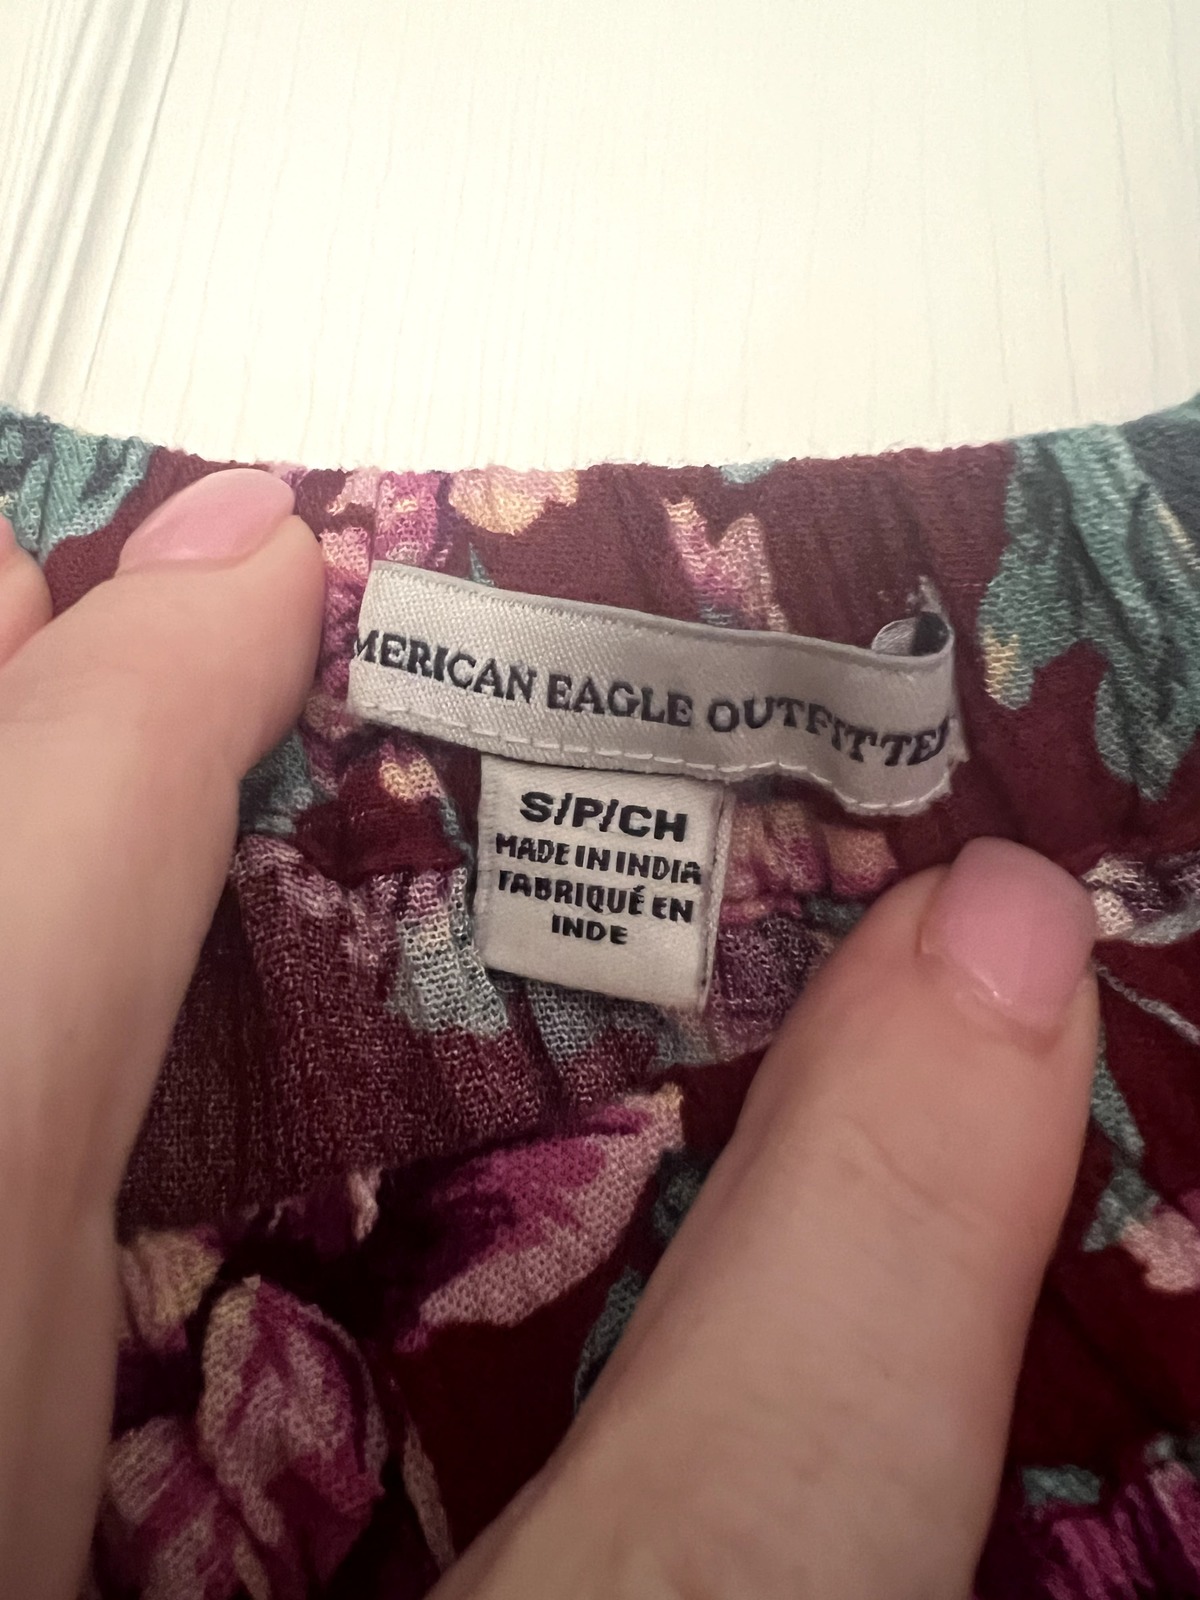 MERICAN EAGLE OUTFITTE
S/P/CH
MADE IN INDIA
FABRIQUÉ EN
INDE